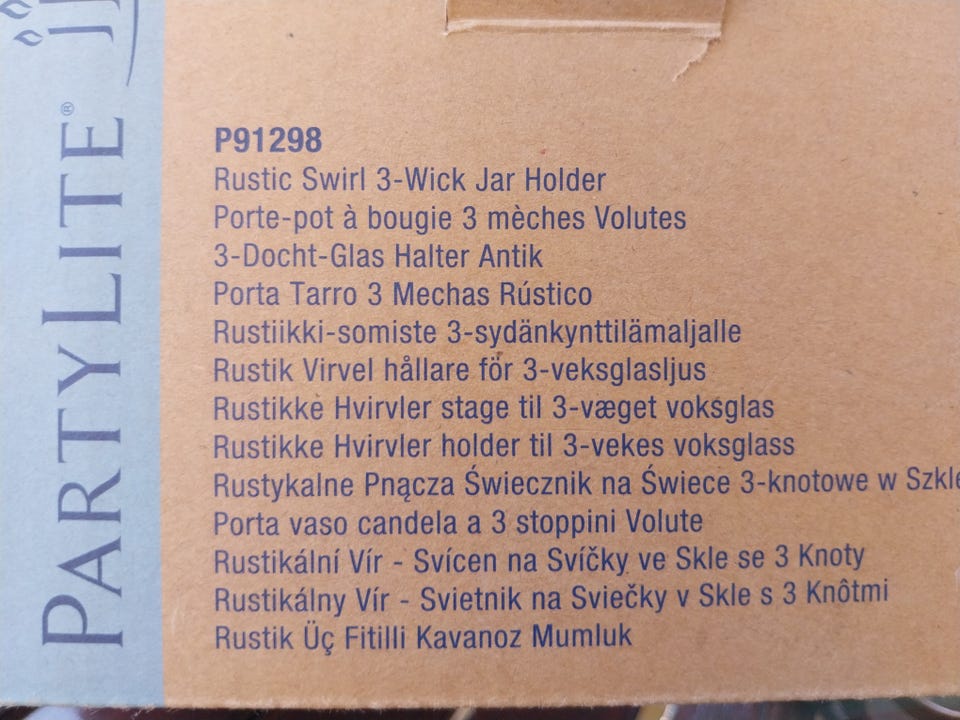 PARTYLITE®
P91298
Rustic Swirl 3-Wick Jar Holder
Porte-pot à bougie 3 mèches Volutes
3-Docht-Glas Halter Antik
Porta Tarro 3 Mechas Rústico
Rustiikki-somiste 3-sydänkynttilämaljalle
Rustik Virvel hållare för 3-veksglasljus
Rustikke Hvirvler stage til 3-væget voksglas
Rustikke Hvirvler holder til 3-vekes voksglass
Rustykalne Pnącza Świecznik na Świece 3-knotowe w Szkle
Porta vaso candela a 3 stoppini Volute
Rustikální Vír - Svícen na Svíčky ve Skle se 3 Knoty
Rustikálny Vír - Svietnik na Sviečky v Skle s 3 Knôtmi
Rustik Üç Fitilli Kavanoz Mumluk